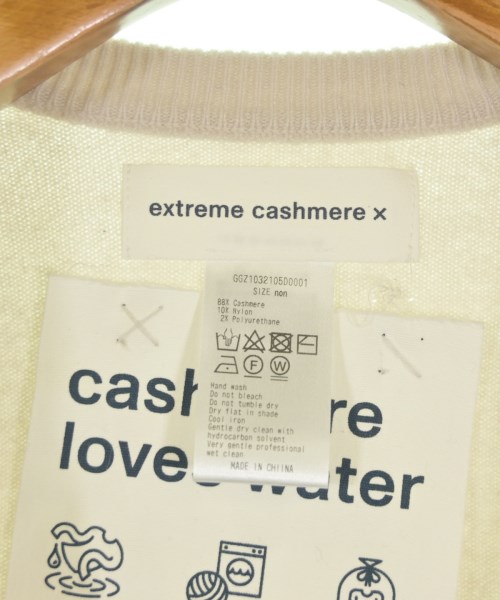 extreme cashmere x
GGZ1032105D0001
SIZE non
88% Cashmere
10% Nylon
2% Polyurethane
F
W
Hand wash
Do not bleach
Do not tumble dry
Dry flat in shade
Cool iron
Gentle dry clean with
hydrocarbon solvent
Very gentle professional
wet clean
MADE IN CHIINA
cash re
love water